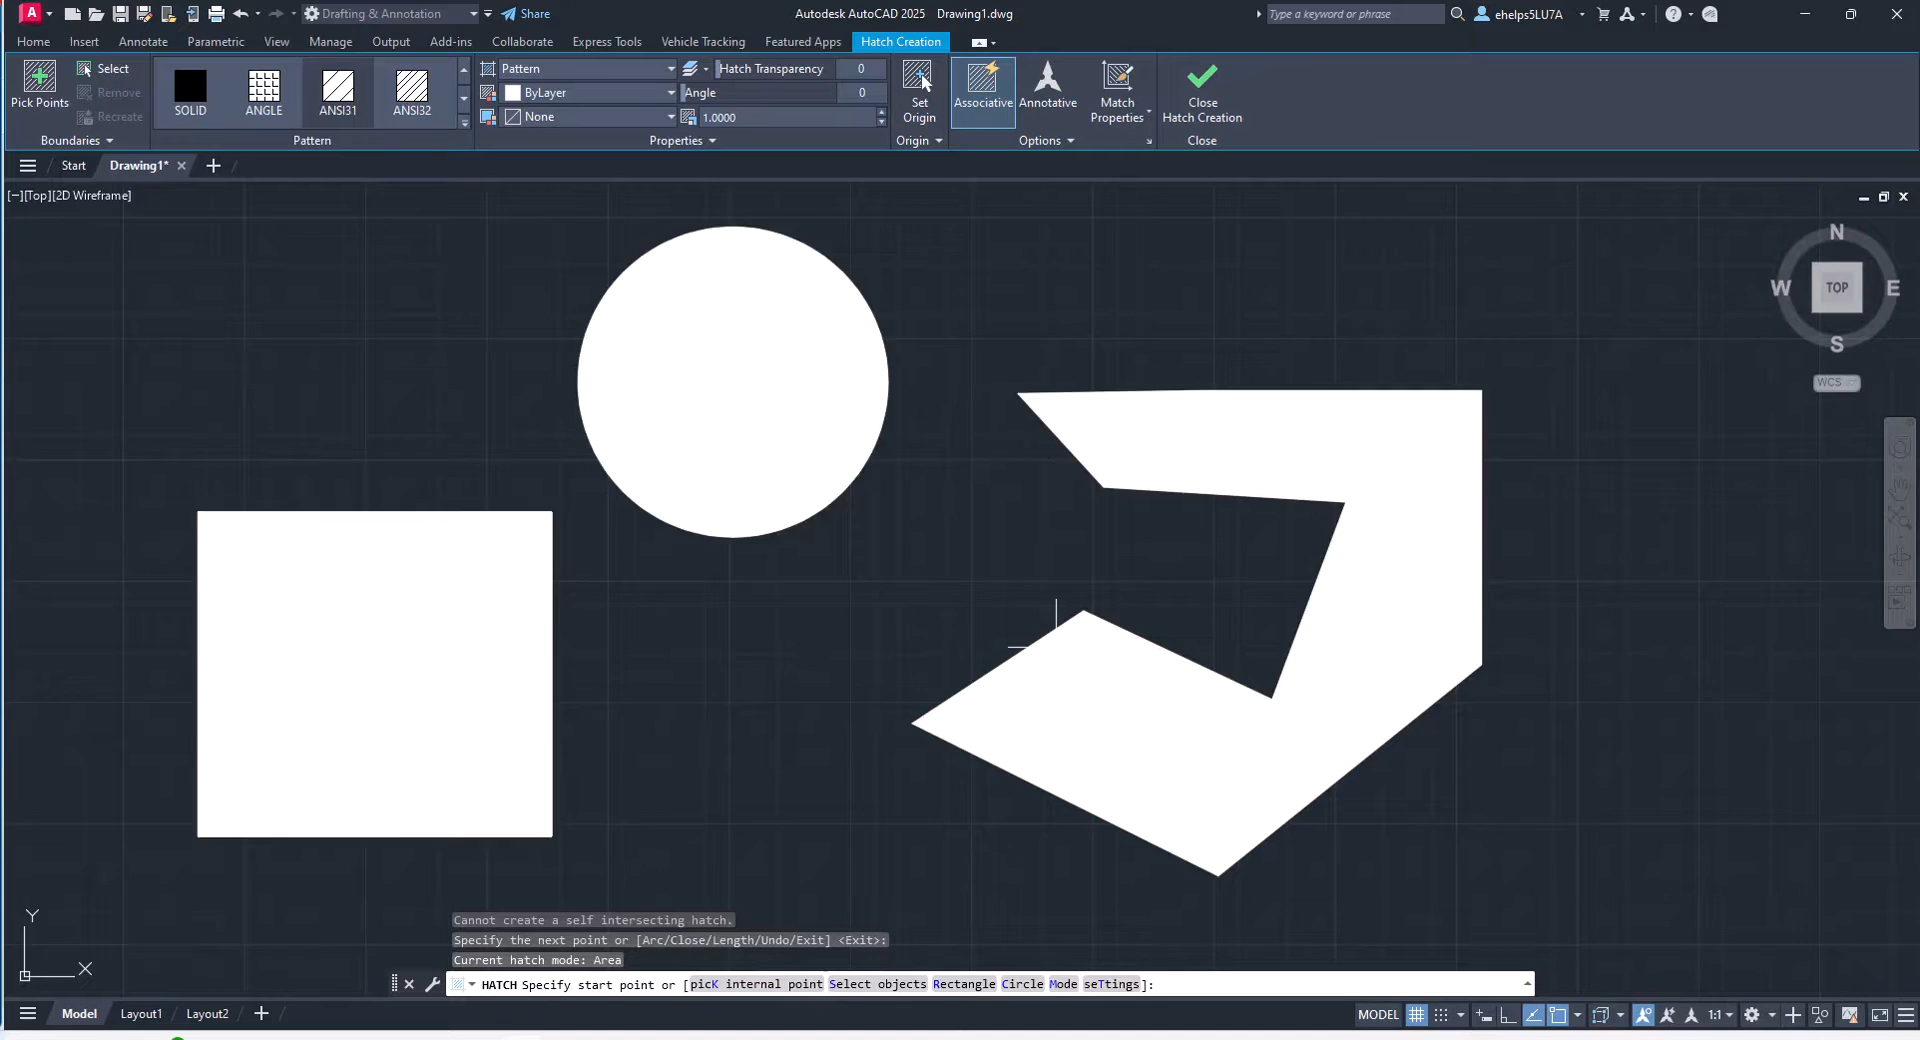 A Drafting & Annotation Share Autodesk AutoCAD 2025 Drawing1.dwg Type a keyword or phrase ehelps5LU7A
Home Insert Annotate Parametric View Manage Output Add-ins Collaborate Express Tools Vehicle Tracking Featured Apps Hatch Creation
Pick Points
Select
Remove
Recreate
Boundaries
SOLID ANGLE ANSI31 ANSI32
Pattern
Pattern Hatch Transparency 0
ByLayer Angle 0
None 1.0000
Properties
Set
Origin
Origin
Associative Annotative Match
Properties
Options
Close
Hatch Creation
Close
Start Drawing1* +
[−][Top][2D Wireframe]
N
W TOP E
S
WCS
Y
X
Cannot create a self intersecting hatch.
Specify the next point or [Arc/Close/Length/Undo/Exit] <Exit>:
Current hatch mode: Area
HATCH Specify start point or [picK internal point Select objects Rectangle Circle Mode seTtings]:
Model Layout1 Layout2 + MODEL 1:1